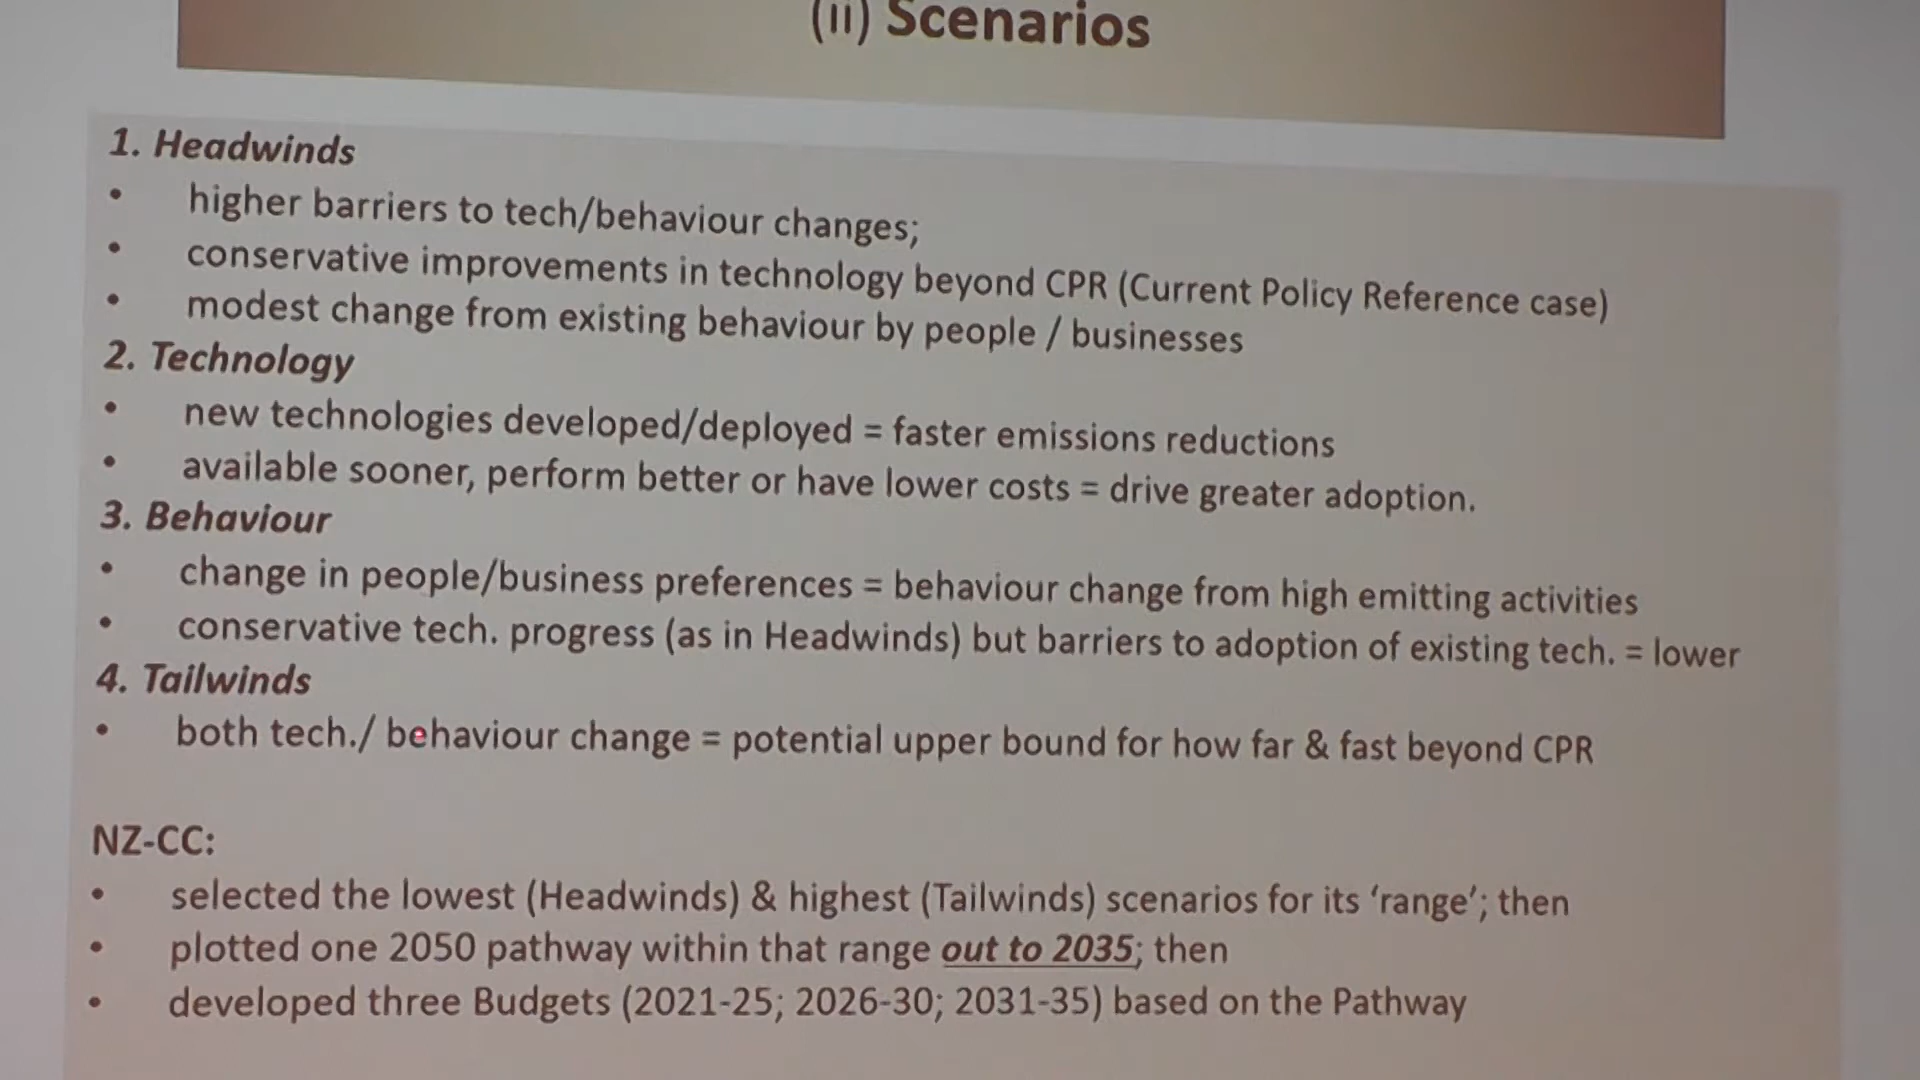 (ii) Scenarios
1. Headwinds
• higher barriers to tech/behaviour changes;
• conservative improvements in technology beyond CPR (Current Policy Reference case)
• modest change from existing behaviour by people / businesses
2. Technology
• new technologies developed/deployed = faster emissions reductions
• available sooner, perform better or have lower costs = drive greater adoption.
3. Behaviour
• change in people/business preferences = behaviour change from high emitting activities
• conservative tech. progress (as in Headwinds) but barriers to adoption of existing tech. = lower
4. Tailwinds
• both tech./ behaviour change = potential upper bound for how far & fast beyond CPR
NZ-CC:
• selected the lowest (Headwinds) & highest (Tailwinds) scenarios for its ‘range’; then
• plotted one 2050 pathway within that range out to 2035; then
• developed three Budgets (2021-25; 2026-30; 2031-35) based on the Pathway